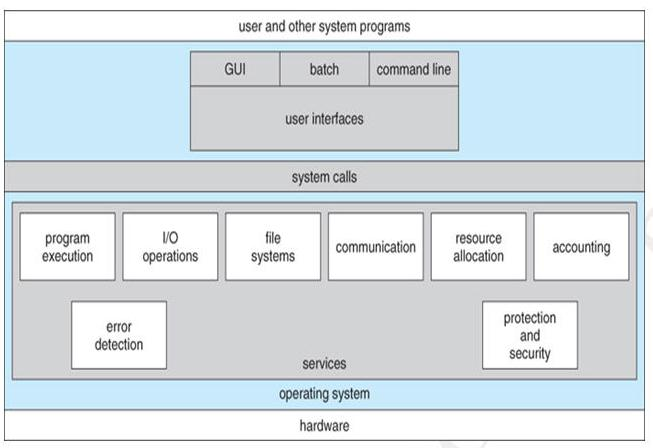 user and other system programs
GUI
batch
command line
user interfaces
system calls
program
execution
I/O
operations
file
systems
communication
resource
allocation
accounting
error
detection
protection
and
security
services
operating system
hardware